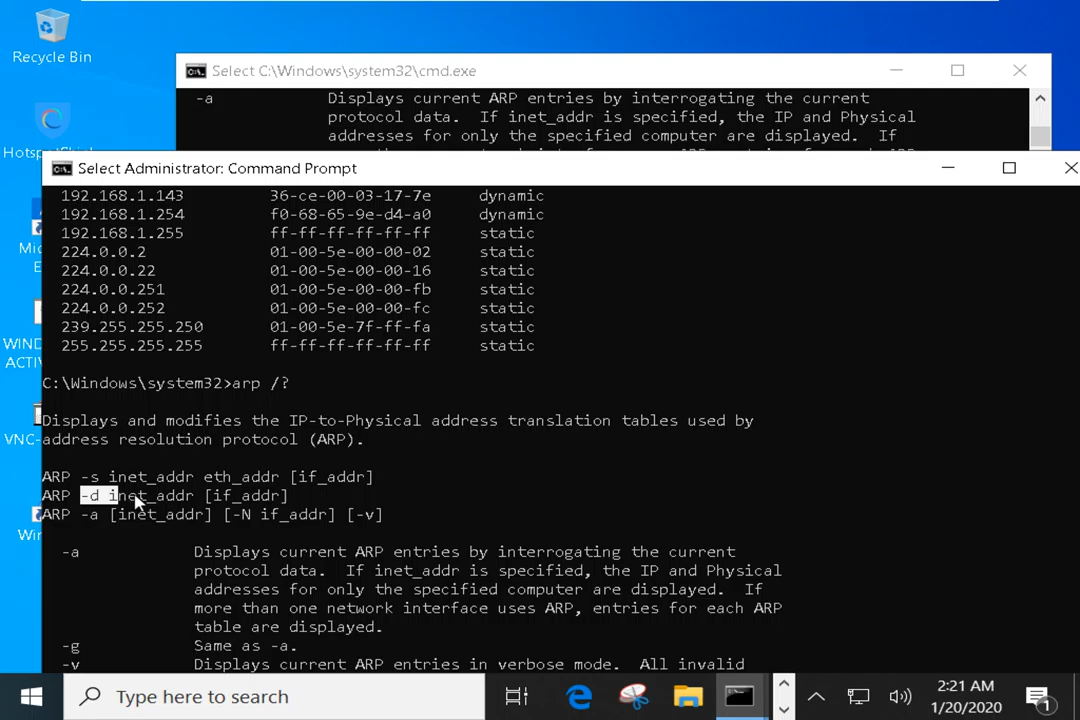 Recycle Bin
Select C:\Windows\system32\cmd.exe
-a Displays current ARP entries by interrogating the current
protocol data. If inet_addr is specified, the IP and Physical
addresses for only the specified computer are displayed. If
Select Administrator: Command Prompt
192.168.1.143 36-ce-00-03-17-7e dynamic
192.168.1.254 f0-68-65-9e-d4-a0 dynamic
192.168.1.255 ff-ff-ff-ff-ff-ff static
224.0.0.2 01-00-5e-00-00-02 static
224.0.0.22 01-00-5e-00-00-16 static
224.0.0.251 01-00-5e-00-00-fb static
224.0.0.252 01-00-5e-00-00-fc static
239.255.255.250 01-00-5e-7f-ff-fa static
255.255.255.255 ff-ff-ff-ff-ff-ff static
C:\Windows\system32>arp /?
Displays and modifies the IP-to-Physical address translation tables used by
address resolution protocol (ARP).
ARP -s inet_addr eth_addr [if_addr]
ARP -d inet_addr [if_addr]
ARP -a [inet_addr] [-N if_addr] [-v]
-a Displays current ARP entries by interrogating the current
protocol data. If inet_addr is specified, the IP and Physical
addresses for only the specified computer are displayed. If
more than one network interface uses ARP, entries for each ARP
table are displayed.
-g Same as -a.
-v Displays current ARP entries in verbose mode. All invalid
Type here to search
2:21 AM
1/20/2020
1